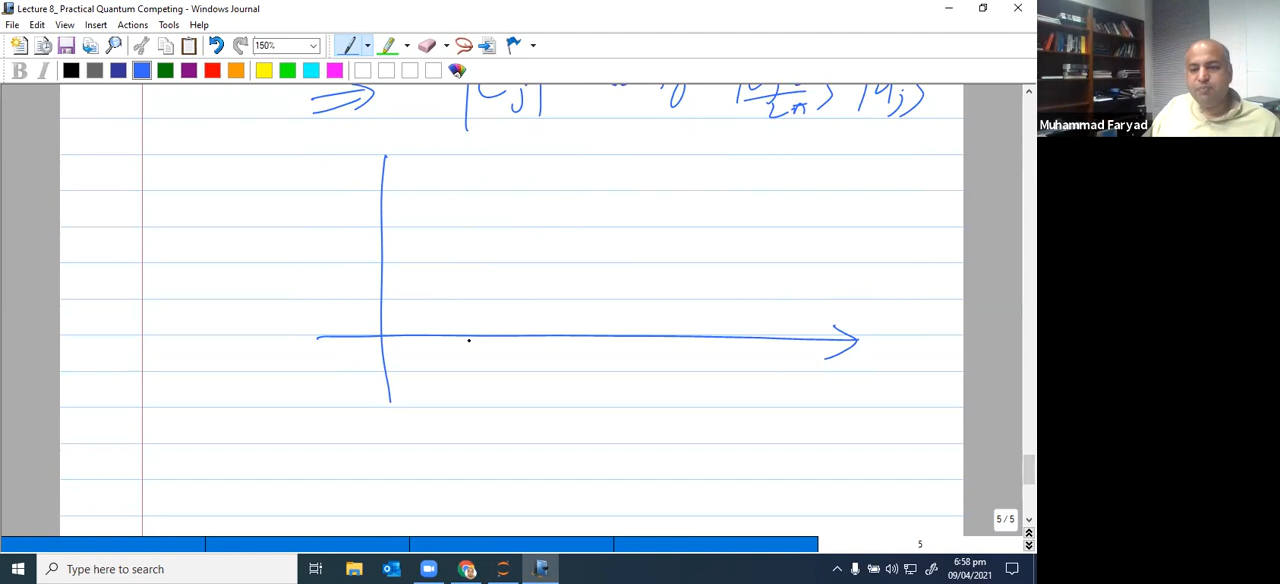 Lecture 8_ Practical Quantum Competing - Windows Journal
File Edit View Insert Actions Tools Help
150%
B I
Muhammad Faryad
5 / 5
5
Type here to search
6:58 pm
09/04/2021